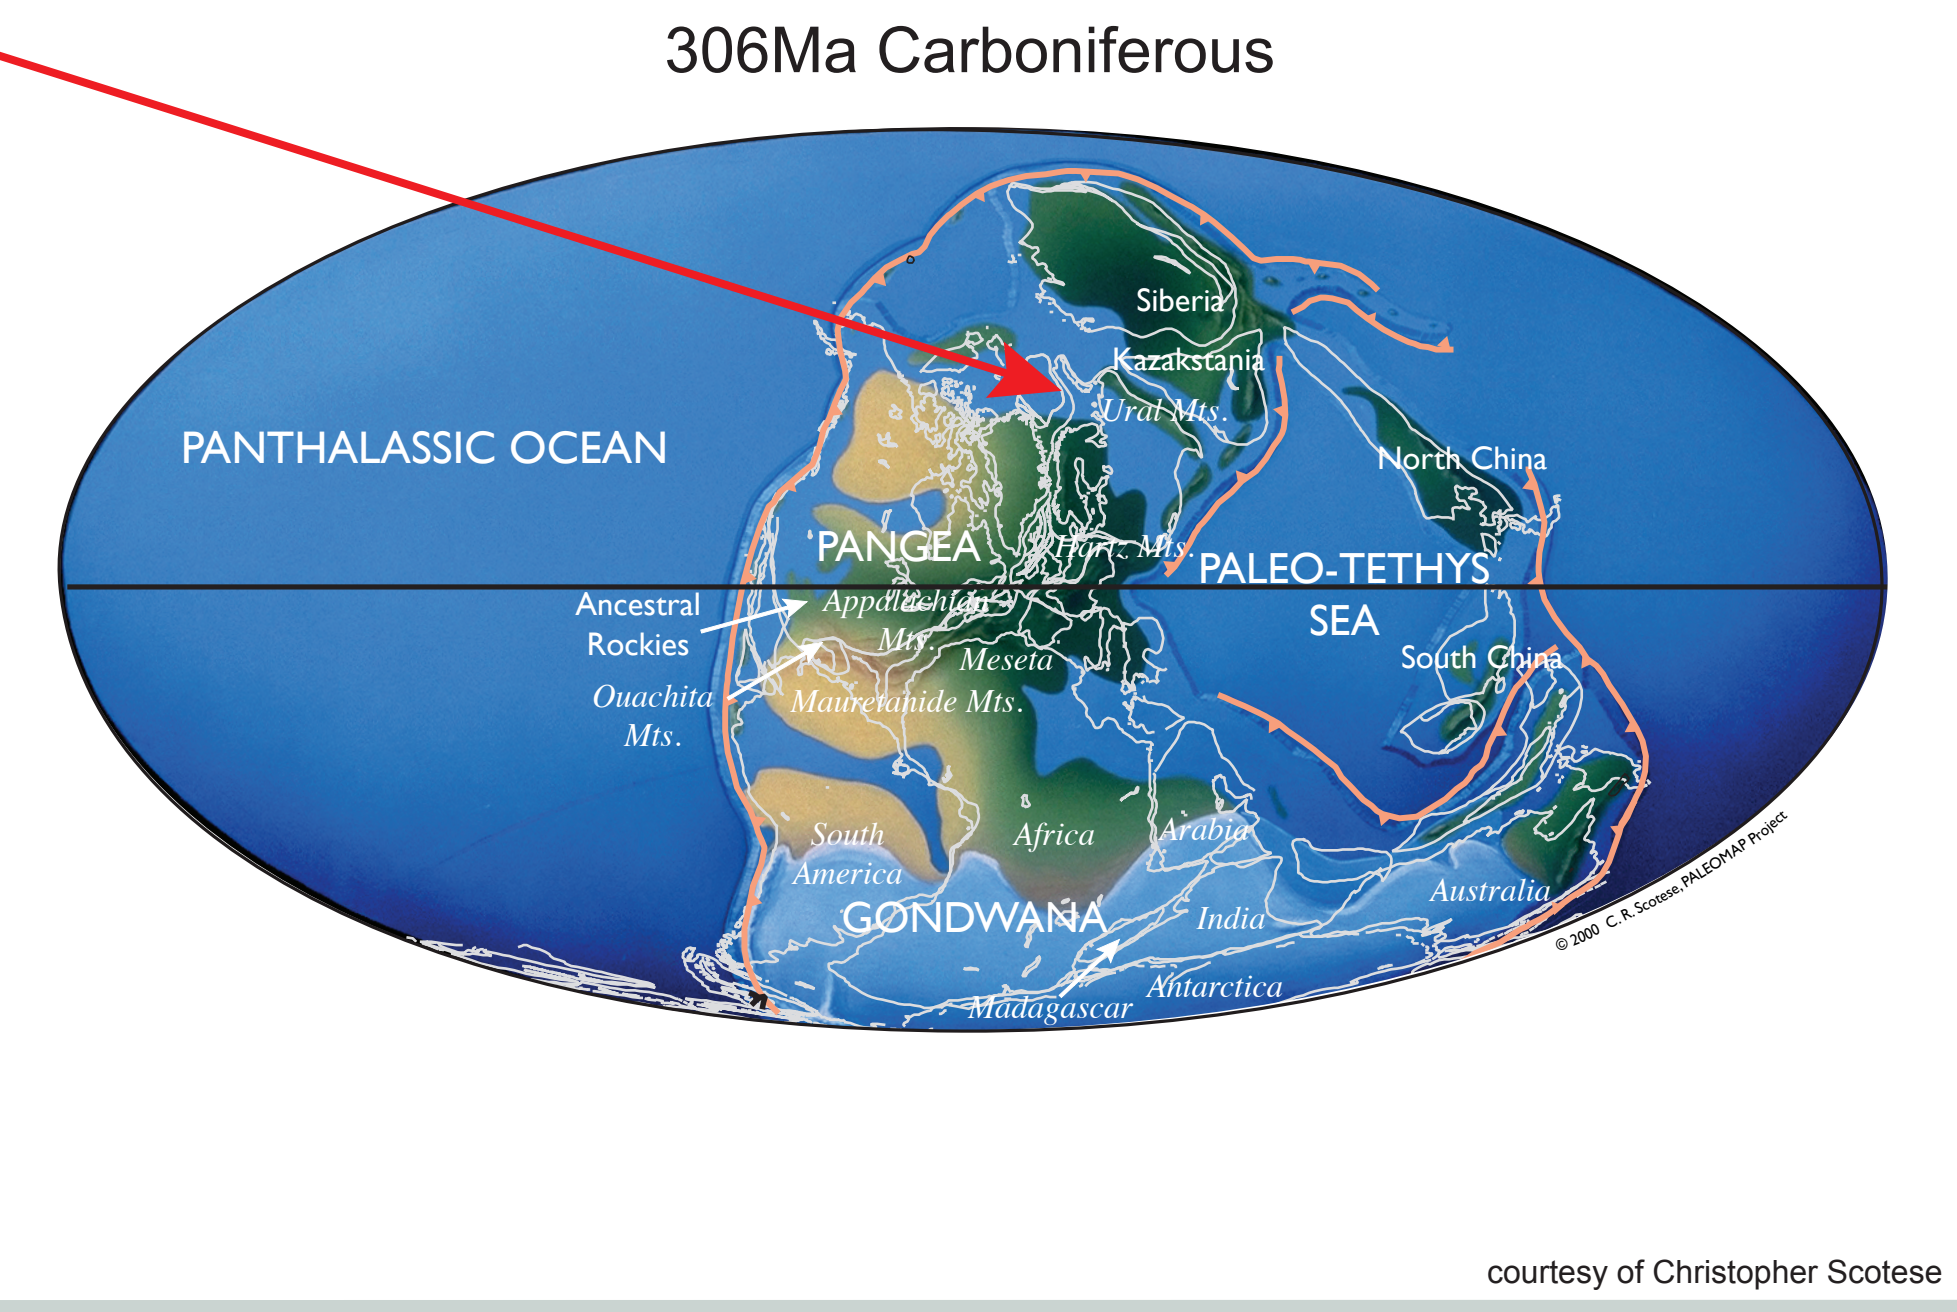 306Ma Carboniferous
Siberia
Kazakstania
Ural Mts.
PANTHALASSIC OCEAN
North China
PANGEA
Hartz Mts.
PALEO-TETHYS
SEA
Ancestral
Rockies
Appalachian
Mts.
Meseta
South China
Ouachita
Mts.
Mauretanide Mts.
South
America
Africa
Arabia
Australia
GONDWANA
India
Madagascar
Antarctica
© 2000 C. R. Scotese, PALEOMAP Project
courtesy of Christopher Scotese